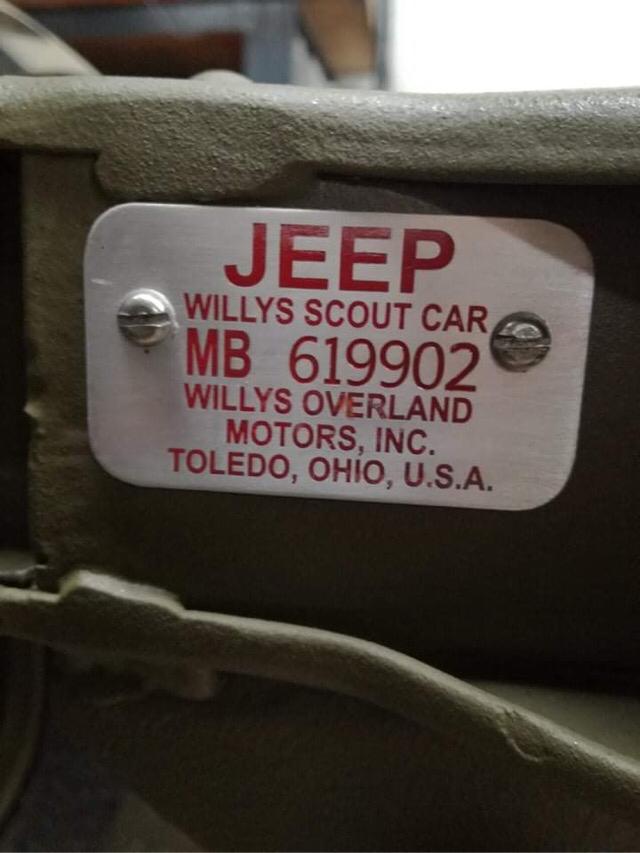 JEEP
WILLYS SCOUT CAR
MB 619902
WILLYS OVERLAND
MOTORS, INC.
TOLEDO, OHIO, U.S.A.